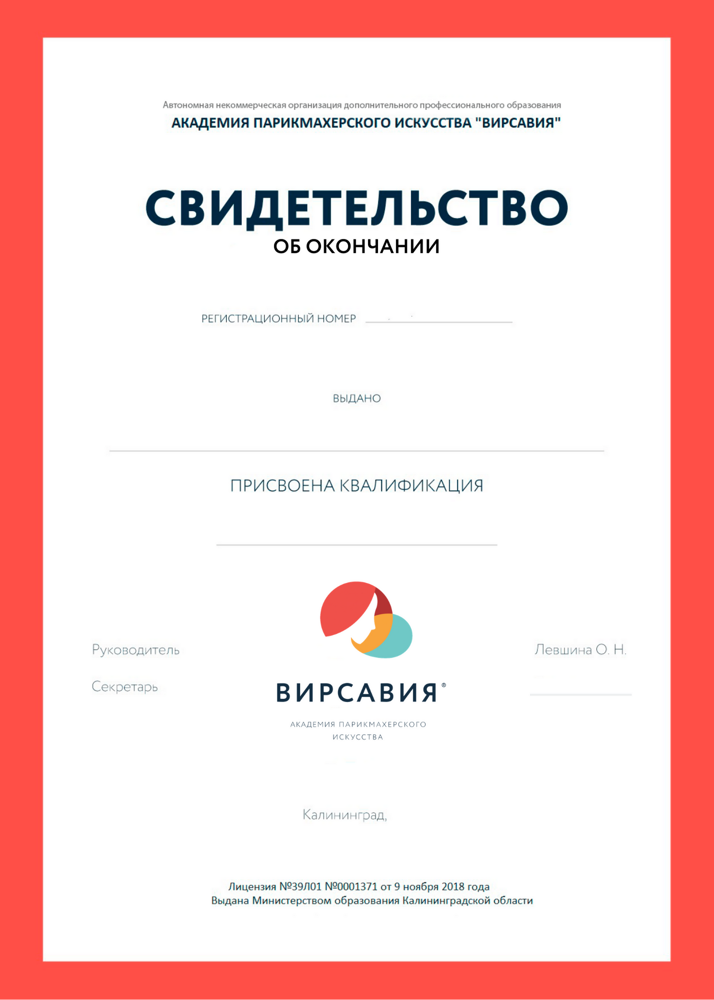 Автономная некоммерческая организация дополнительного профессионального образования
АКАДЕМИЯ ПАРИКМАХЕРСКОГО ИСКУССТВА "ВИРСАВИЯ"
СВИДЕТЕЛЬСТВО
ОБ ОКОНЧАНИИ
РЕГИСТРАЦИОННЫЙ НОМЕР
ВЫДАНО
ПРИСВОЕНА КВАЛИФИКАЦИЯ
Руководитель
Левшина О. Н.
Секретарь
ВИРСАВИЯ®
АКАДЕМИЯ ПАРИКМАХЕРСКОГО
ИСКУССТВА
Калининград,
Лицензия №39Л01 №0001371 от 9 ноября 2018 года
Выдана Министерством образования Калининградской области